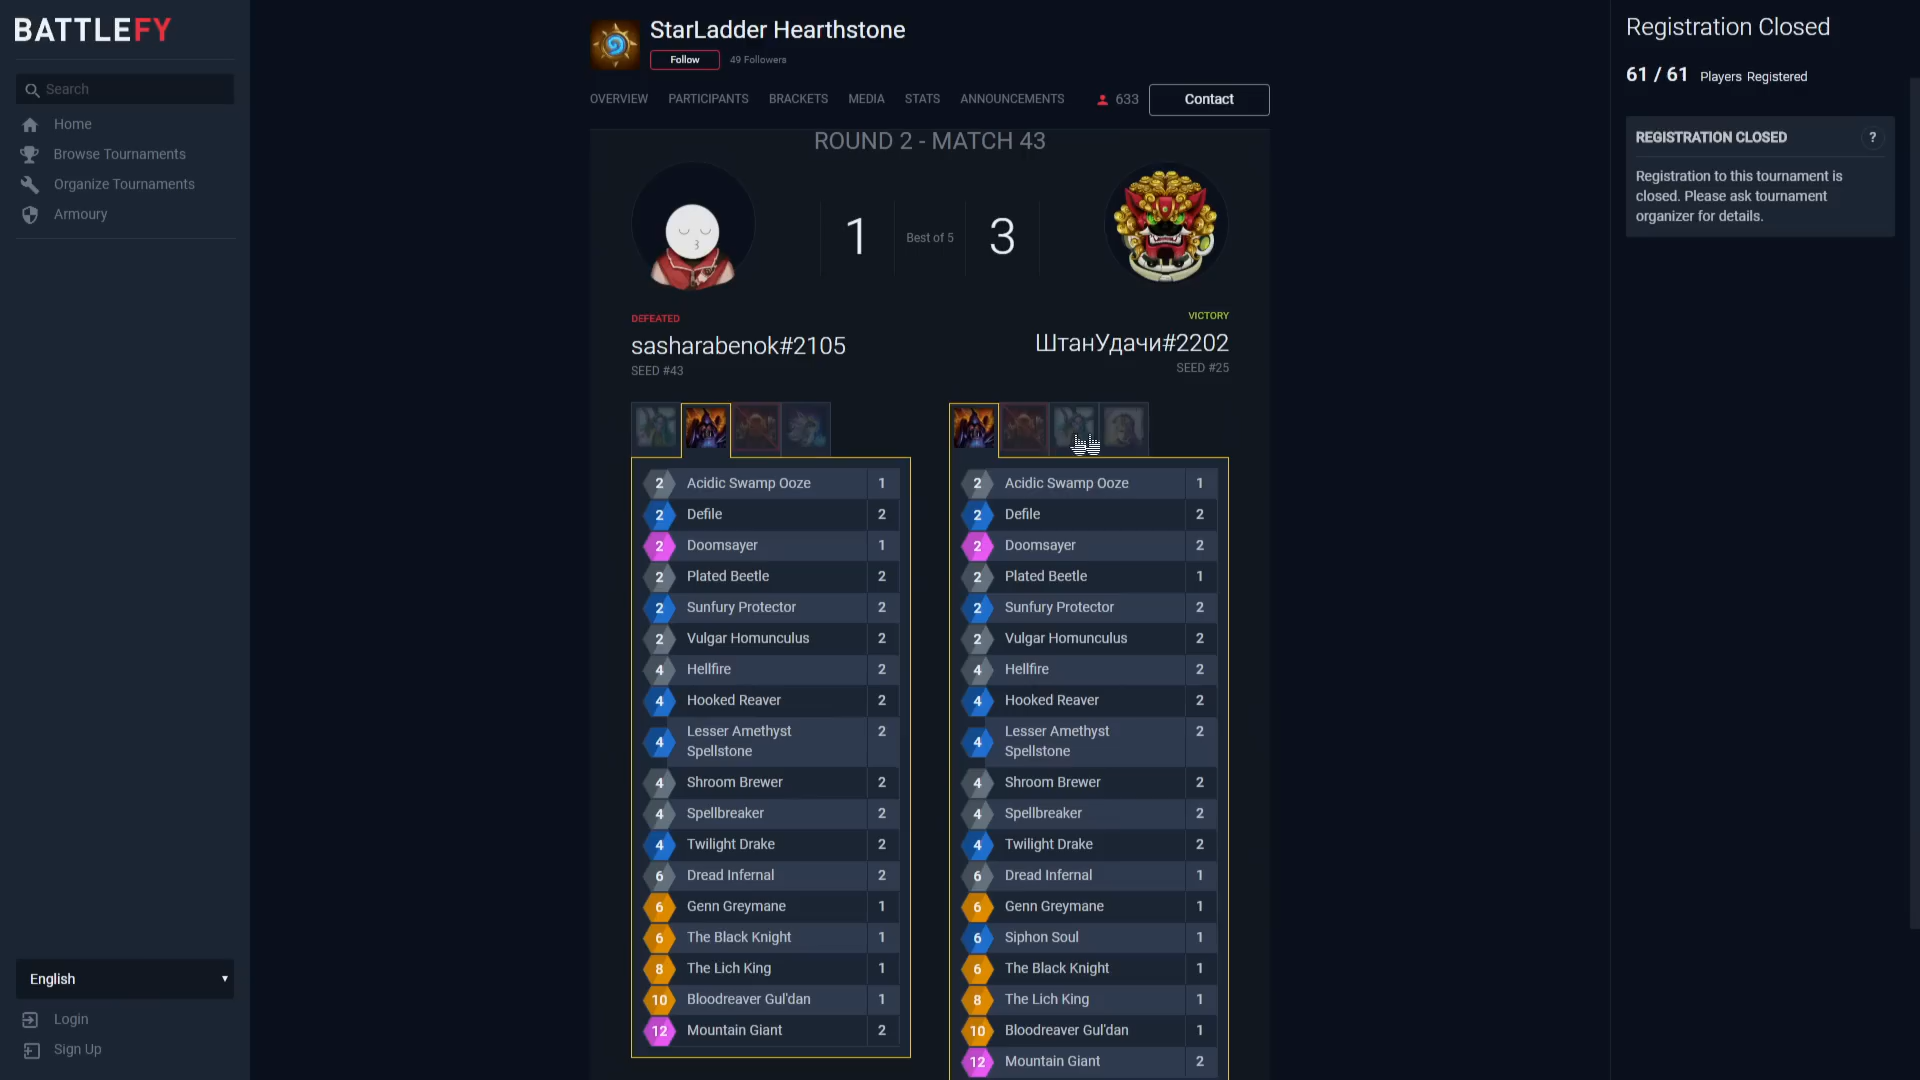 BATTLEFY
Search
Home
Browse Tournaments
Organize Tournaments
Armoury
English
Login
Sign Up
StarLadder Hearthstone
Follow
49 Followers
OVERVIEW PARTICIPANTS BRACKETS MEDIA STATS ANNOUNCEMENTS 633 Contact
ROUND 2 - MATCH 43
1 Best of 5 3
DEFEATED
sasharabenok#2105
SEED #43
VICTORY
ШтанУдачи#2202
SEED #25
2 Acidic Swamp Ooze 1
2 Defile 2
2 Doomsayer 1
2 Plated Beetle 2
2 Sunfury Protector 2
2 Vulgar Homunculus 2
4 Hellfire 2
4 Hooked Reaver 2
4 Lesser Amethyst 2
Spellstone
4 Shroom Brewer 2
4 Spellbreaker 2
4 Twilight Drake 2
6 Dread Infernal 2
6 Genn Greymane 1
6 The Black Knight 1
8 The Lich King 1
10 Bloodreaver Gul'dan 1
12 Mountain Giant 2
2 Acidic Swamp Ooze 1
2 Defile 2
2 Doomsayer 2
2 Plated Beetle 1
2 Sunfury Protector 2
2 Vulgar Homunculus 2
4 Hellfire 2
4 Hooked Reaver 2
4 Lesser Amethyst 2
Spellstone
4 Shroom Brewer 2
4 Spellbreaker 2
4 Twilight Drake 2
6 Dread Infernal 1
6 Genn Greymane 1
6 Siphon Soul 1
6 The Black Knight 1
8 The Lich King 1
10 Bloodreaver Gul'dan 1
12 Mountain Giant 2
Registration Closed
61 / 61 Players Registered
REGISTRATION CLOSED ?
Registration to this tournament is
closed. Please ask tournament
organizer for details.